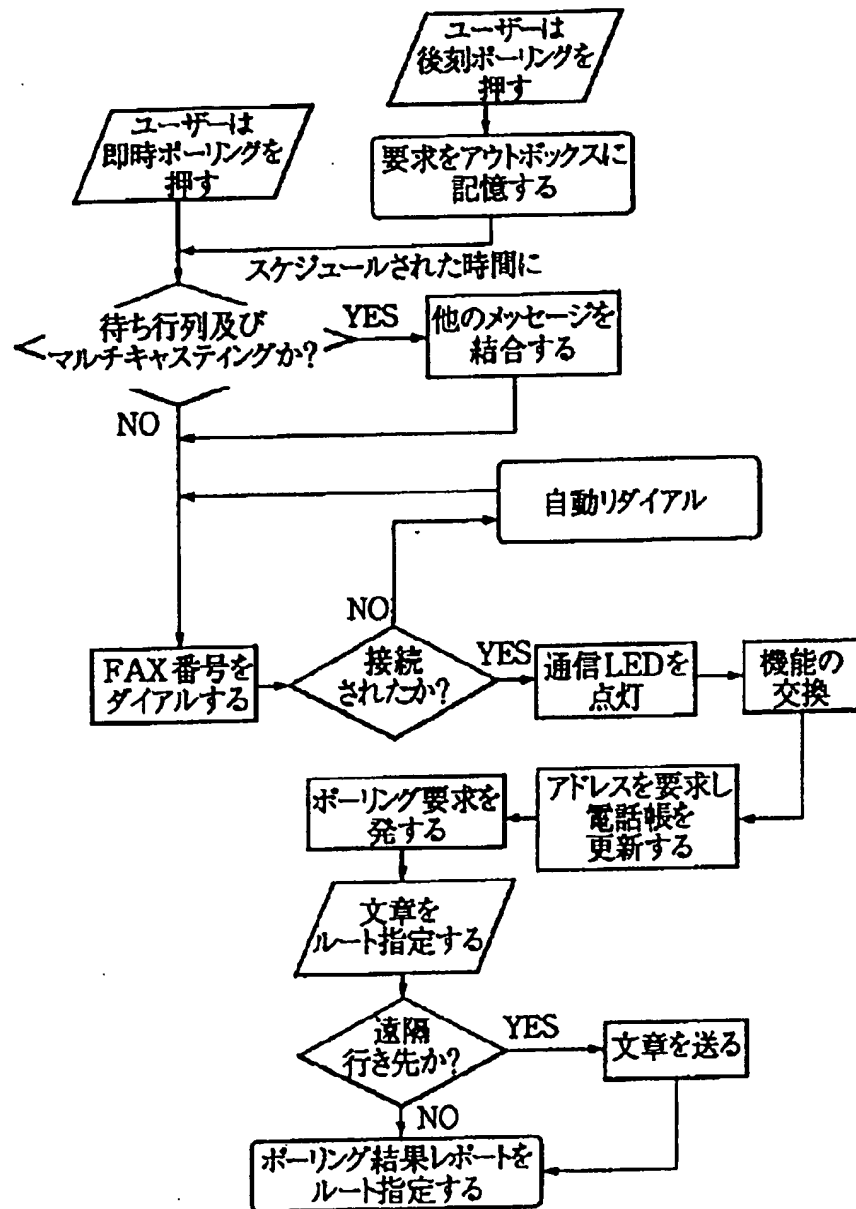 ユーザーは
後刻ポーリングを
押す
ユーザーは
即時ポーリングを
押す
要求をアウトボックスに
記憶する
スケジュールされた時間に
待ち行列及び
マルチキャスティングか?
YES
他のメッセージを
結合する
NO
自動リダイアル
NO
FAX番号を
ダイアルする
接続
されたか?
YES
通信LEDを
点灯
機能の
交換
アドレスを要求し
電話帳を
更新する
ポーリング要求を
発する
文章を
ルート指定する
遠隔
行き先か?
YES
文章を送る
NO
ポーリング結果レポートを
ルート指定する